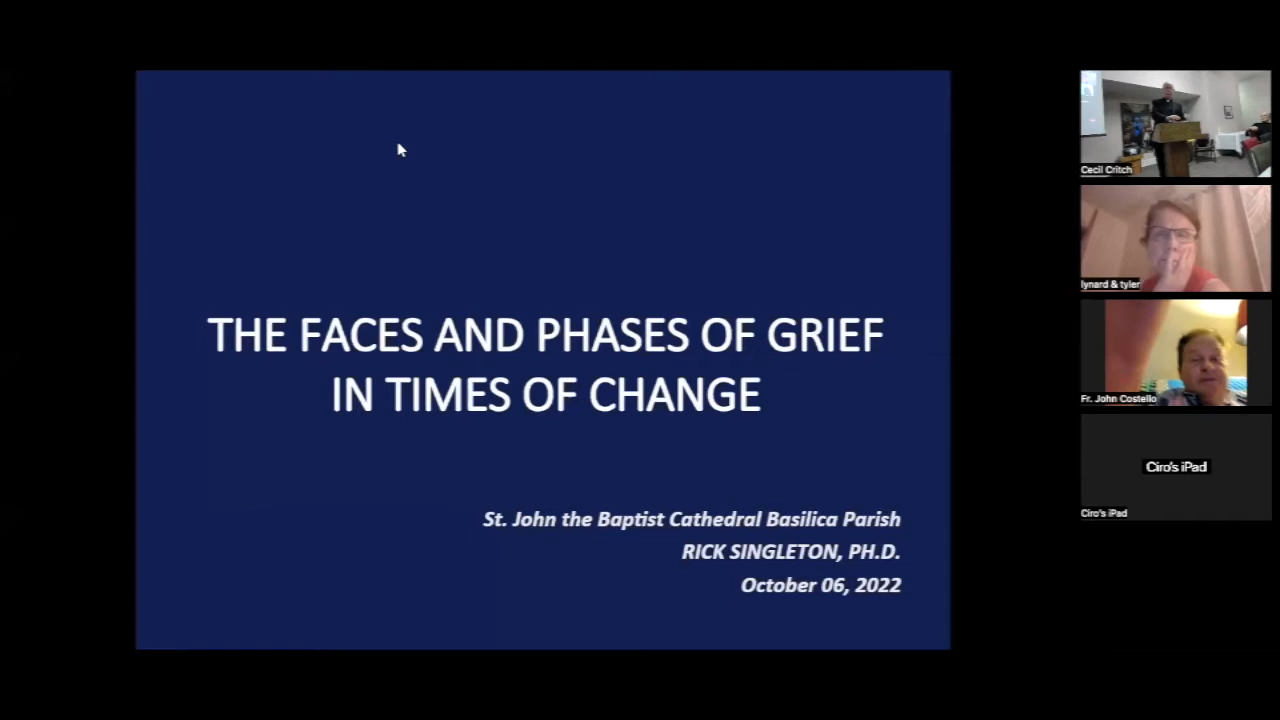 THE FACES AND PHASES OF GRIEF
IN TIMES OF CHANGE
St. John the Baptist Cathedral Basilica Parish
RICK SINGLETON, PH.D.
October 06, 2022
Cecil Critch
lynard & tyler
Fr. John Costello
Ciro's iPad
Ciro's iPad